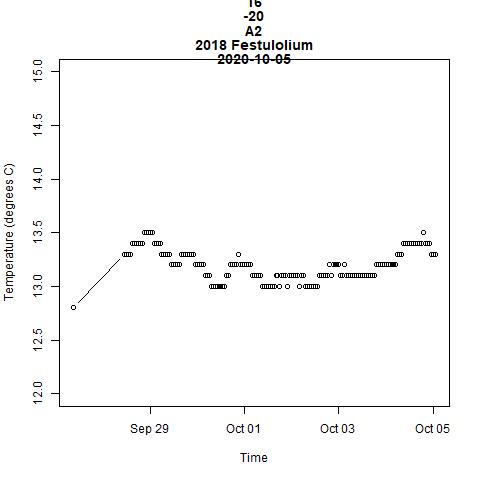 16
-20
A2
2018 Festulolium
2020-10-05
15.0
14.5
14.0
13.5
13.0
12.5
12.0
Temperature (degrees C)
Sep 29
Oct 01
Oct 03
Oct 05
Time